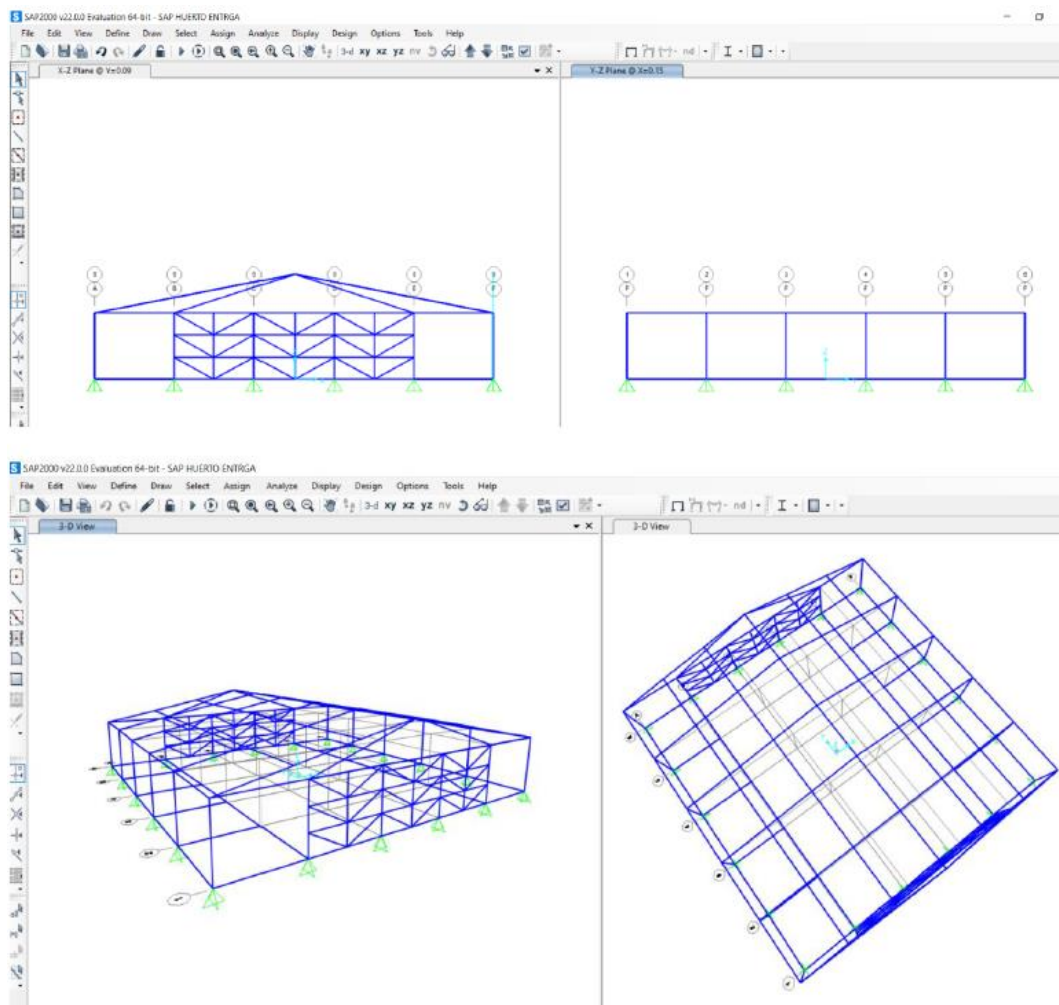 SAP2000 v22.0.0 Evaluation 64-bit - SAP HUERTO ENTRGA
File Edit View Define Draw Select Assign Analyze Display Design Options Tools Help
3-d xy xz yz nv nd
X-Z Plane @ Y=0.09
Y-Z Plane @ X=0.15
A B E F
1 2 3 4 5 6
F F F F F F
SAP2000 v22.0.0 Evaluation 64-bit - SAP HUERTO ENTRGA
File Edit View Define Draw Select Assign Analyze Display Design Options Tools Help
3-d xy xz yz nv nd
3-D View
3-D View